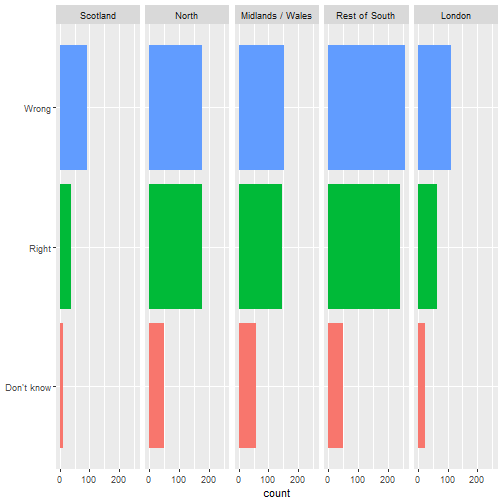 Scotland North Midlands / Wales Rest of South London
Wrong
Right
Don't know
0 100 200 0 100 200 0 100 200 0 100 200 0 100 200
count